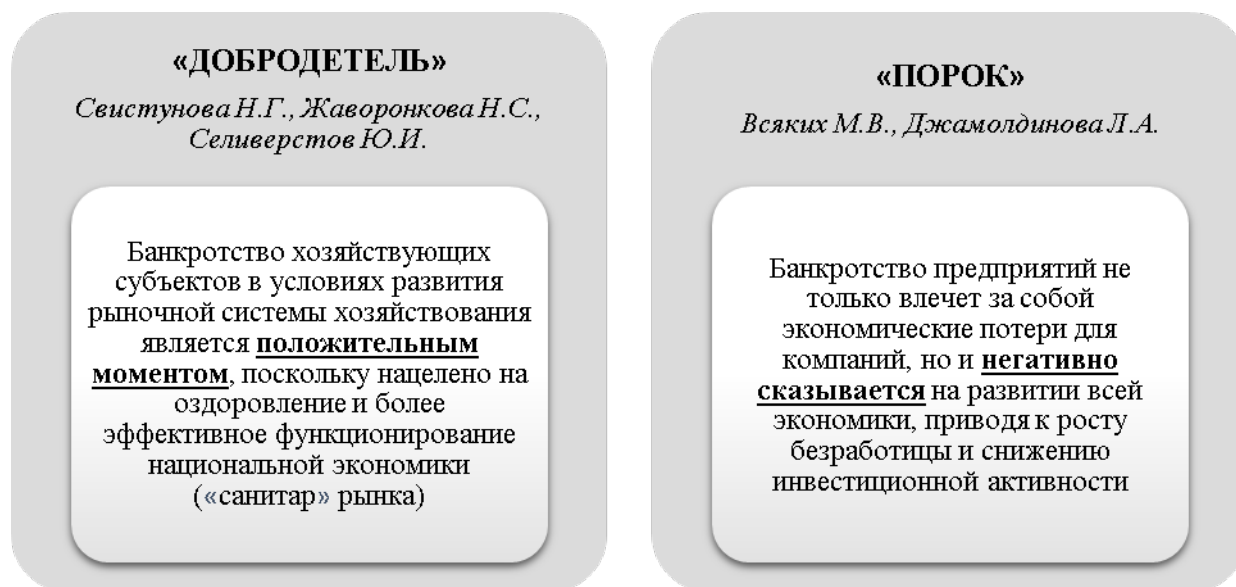 «ДОБРОДЕТЕЛЬ»
Свистунова Н.Г., Жаворонкова Н.С.,
Селиверстов Ю.И.
Банкротство хозяйствующих
субъектов в условиях развития
рыночной системы хозяйствования
является положительным
моментом, поскольку нацелено на
оздоровление и более
эффективное функционирование
национальной экономики
(«санитар» рынка)
«ПОРОК»
Всяких М.В., Джамолдинова Л.А.
Банкротство предприятий не
только влечет за собой
экономические потери для
компаний, но и негативно
сказывается на развитии всей
экономики, приводя к росту
безработицы и снижению
инвестиционной активности